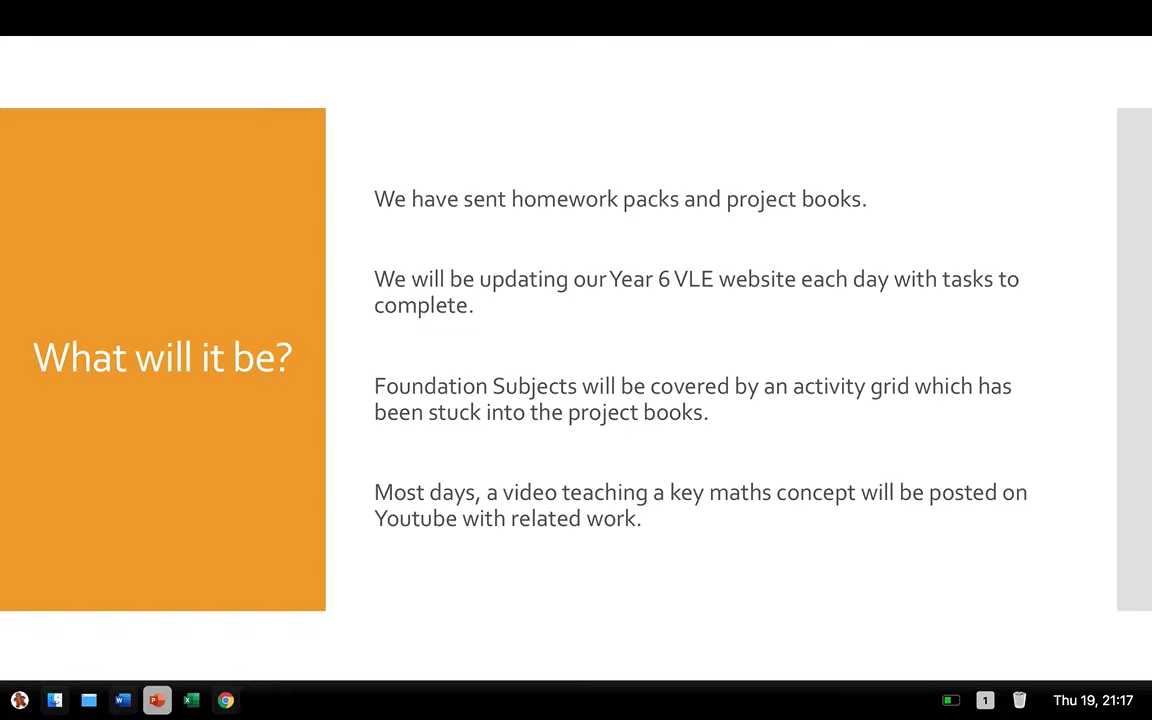 What will it be?
We have sent homework packs and project books.
We will be updating our Year 6 VLE website each day with tasks to
complete.
Foundation Subjects will be covered by an activity grid which has
been stuck into the project books.
Most days, a video teaching a key maths concept will be posted on
Youtube with related work.
1
Thu 19, 21:17